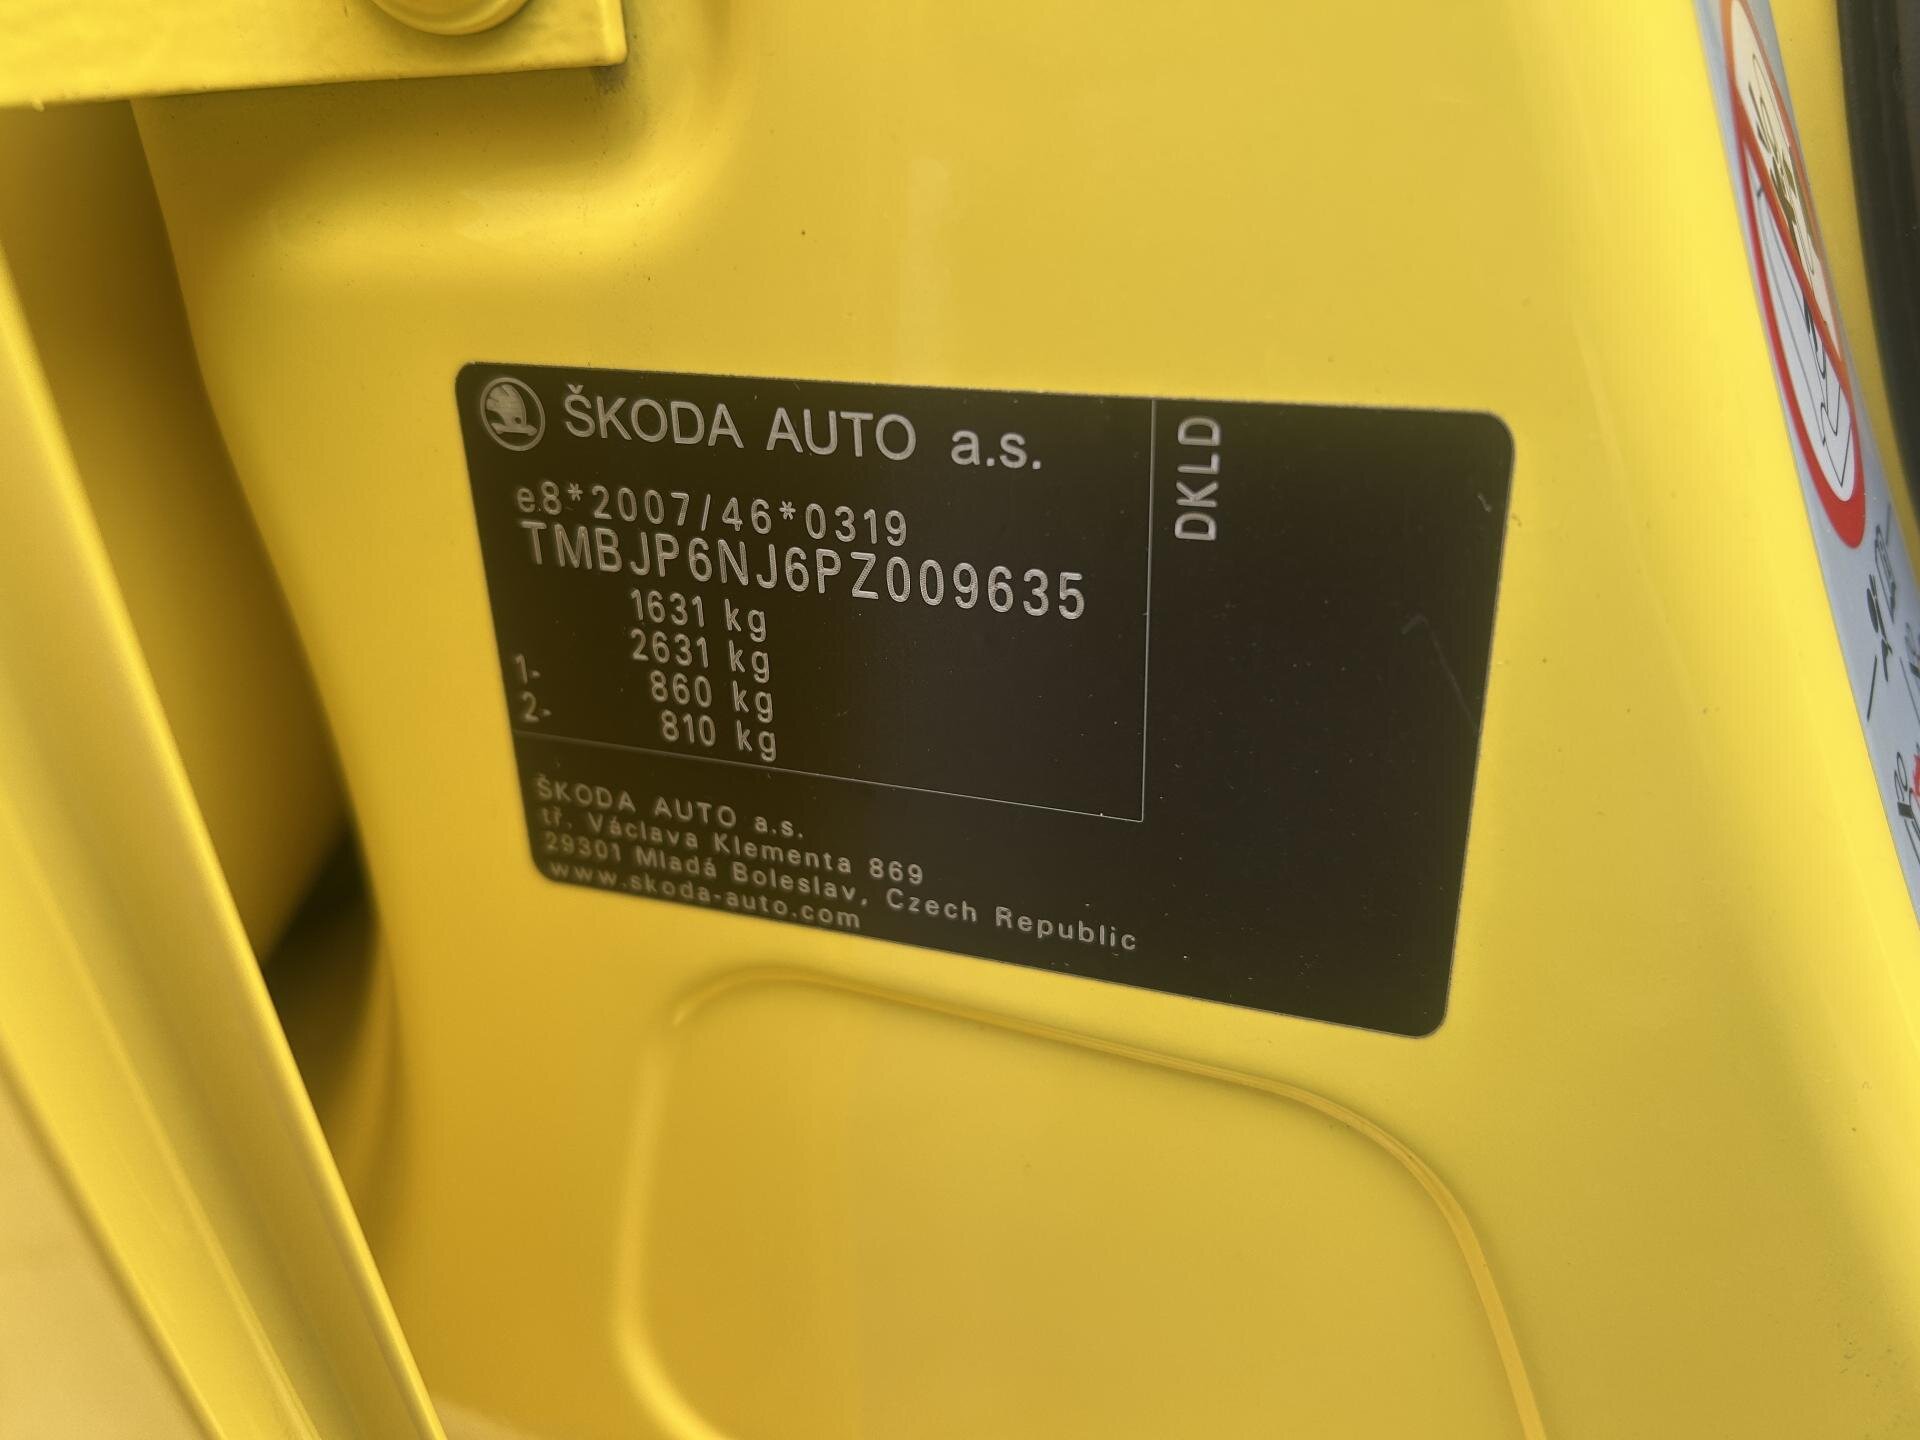 ŠKODA AUTO a.s.
DKLD
e8*2007/46*0319
TMBJP6NJ6PZ009635
1631 kg
2631 kg
1- 860 kg
2- 810 kg
ŠKODA AUTO a.s.
tř. Václava Klementa 869
29301 Mladá Boleslav, Czech Republic
www.skoda-auto.com